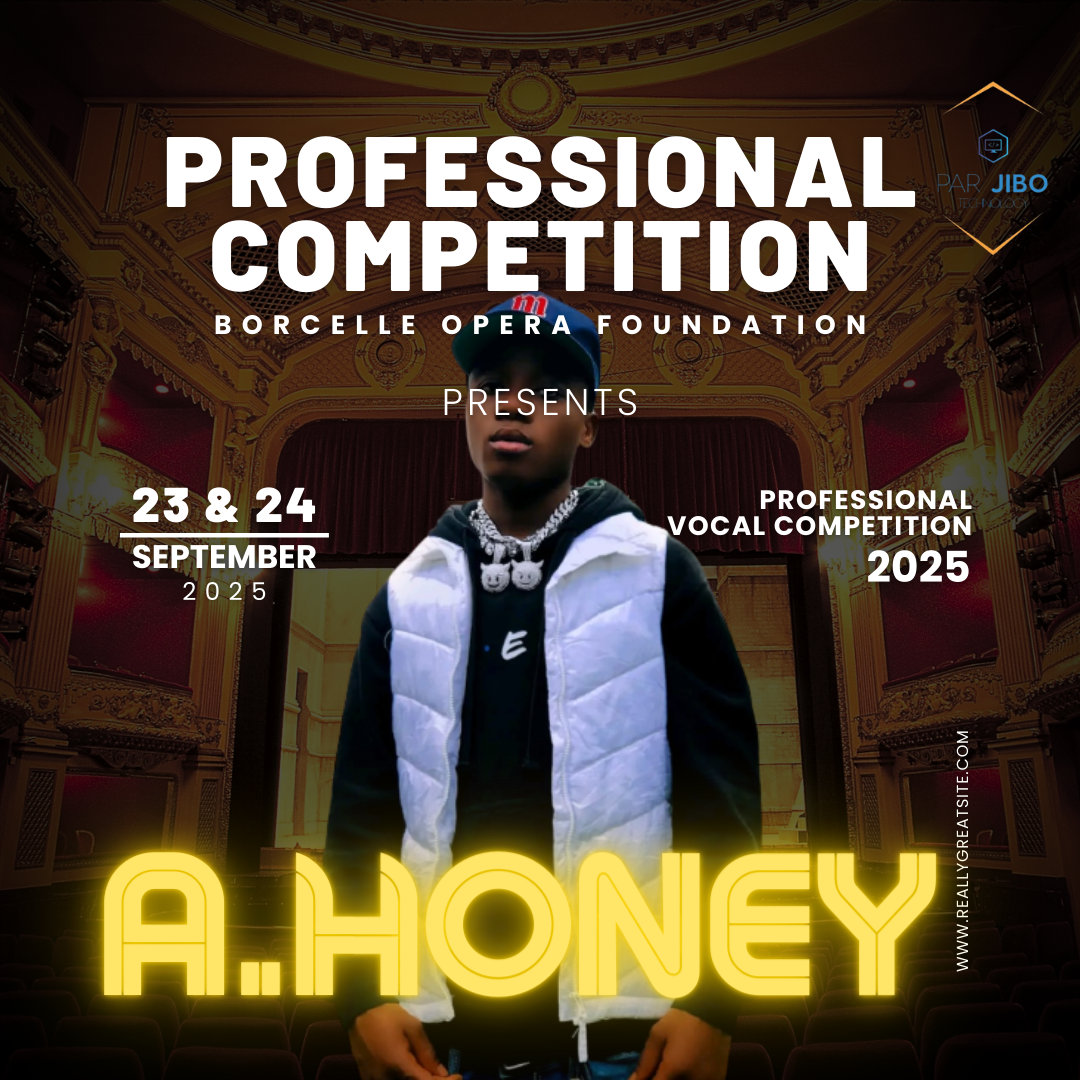 PROFESSIONAL
COMPETITION
m
BORCELLE OPERA FOUNDATION
PRESENTS
PAR JIBO
TECHNOLOGY
23 & 24
SEPTEMBER
2025
PROFESSIONAL
VOCAL COMPETITION
2025
E
WWW.REALLYGREATSITE.COM
A..HONEY